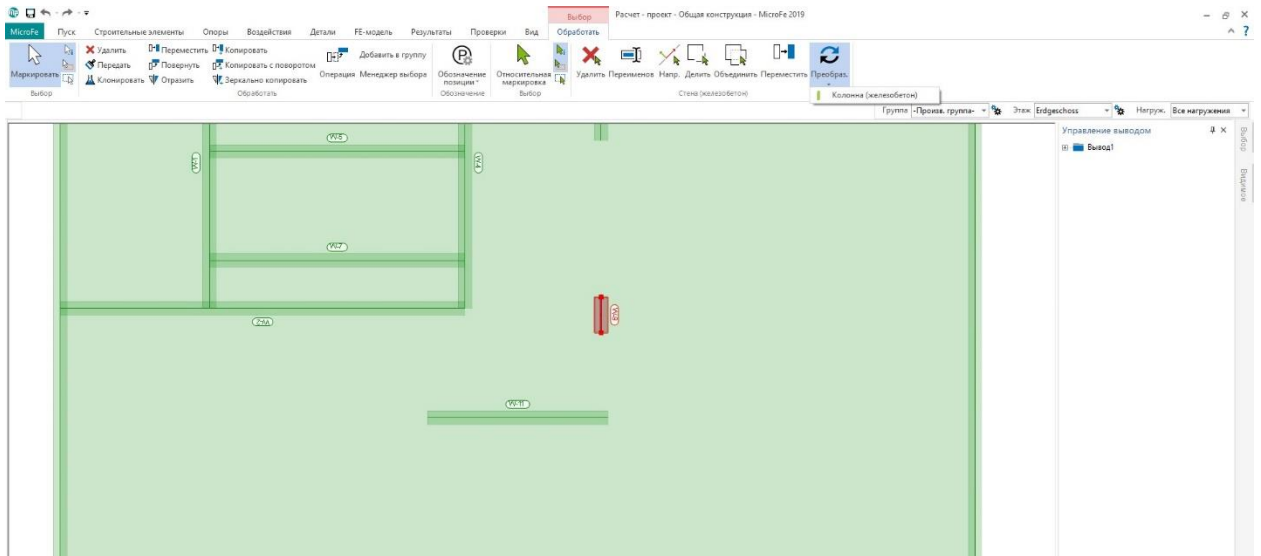 Выбор
Расчет - проект - Общая конструкция - MicroFe 2019
MicroFe Пуск Строительные элементы Опоры Воздействия Детали FE-модель Результаты Проверки Вид Обработать
Маркировать
Удалить Переместить Копировать
Передать Повернуть Копировать с поворотом
Клонировать Отразить Зеркально копировать
Операция
Добавить в группу
Менеджер выбора
Обозначение позиции
Относительная маркировка
Удалить Переименов Напр. Делить Объединить Переместить Преобраз.
Выбор Обработать Обозначение Выбор Стена (железобетон)
Колонна (железобетон)
Группа -Произв. группа- Этаж Erdgeschoss Нагруж. Все нагружения
Управление выводом
Вывод1
Выбор
Видимое
W-5
W-4
W-7
W-11